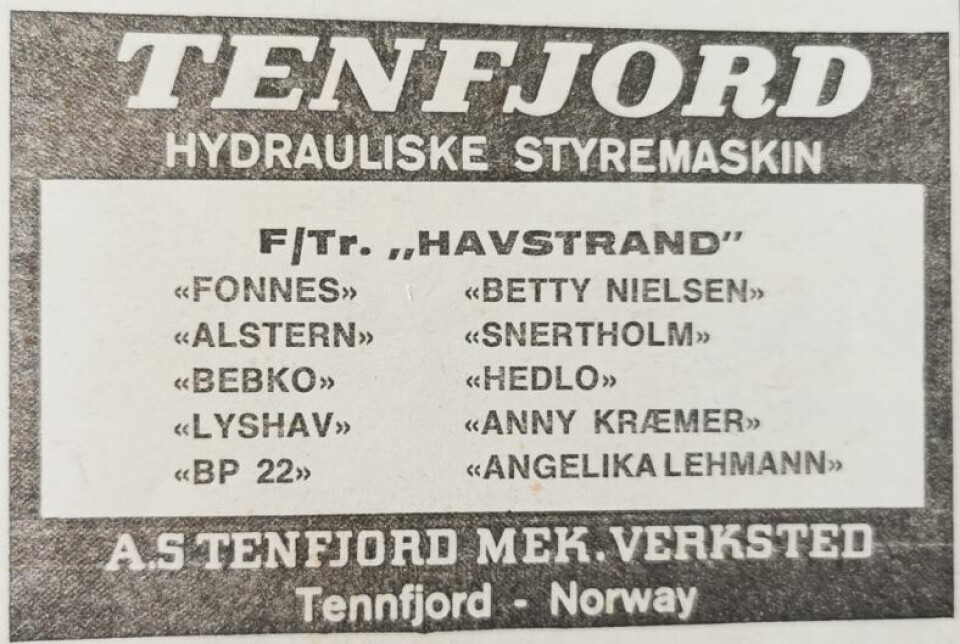 TENFJORD
HYDRAULISKE STYREMASKIN
F/Tr. „HAVSTRAND”
«FONNES» «BETTY NIELSEN»
«ALSTERN» «SNERTHOLM»
«BEBKO» «HEDLO»
«LYSHAV» «ANNY KRÆMER»
«BP 22» «ANGELIKA LEHMANN»
A.S TENFJORD MEK. VERKSTED
Tennfjord - Norway